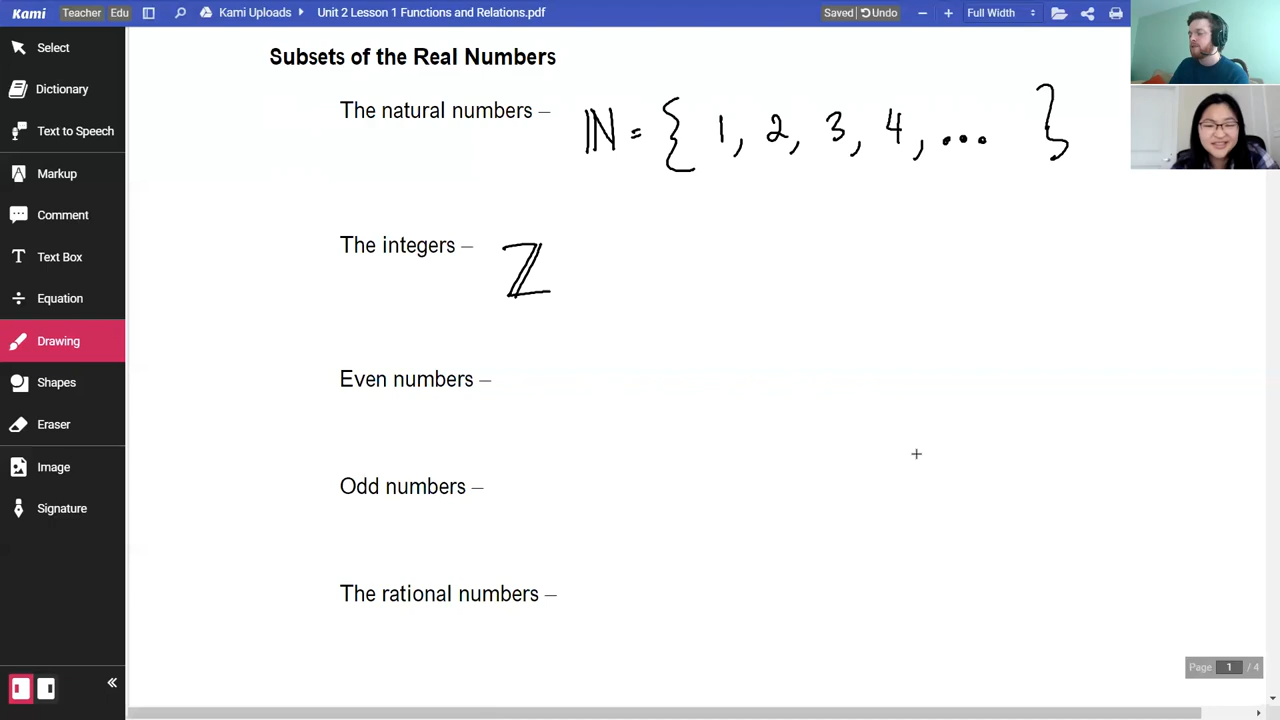 Kami Teacher Edu Kami Uploads Unit 2 Lesson 1 Functions and Relations.pdf Saved Undo Full Width
Select
Dictionary
Text to Speech
Markup
Comment
Text Box
Equation
Drawing
Shapes
Eraser
Image
Signature
Subsets of the Real Numbers
The natural numbers – ℕ = { 1, 2, 3, 4, ... }
The integers – ℤ
Even numbers –
Odd numbers –
The rational numbers –
Page 1 / 4